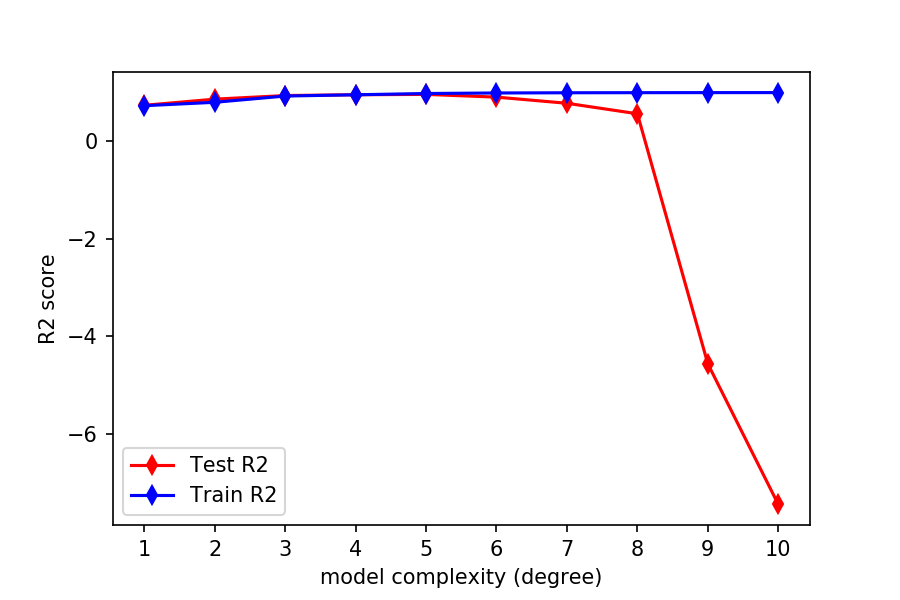 0
−2
−4
−6
R2 score
Test R2
Train R2
1 2 3 4 5 6 7 8 9 10
model complexity (degree)